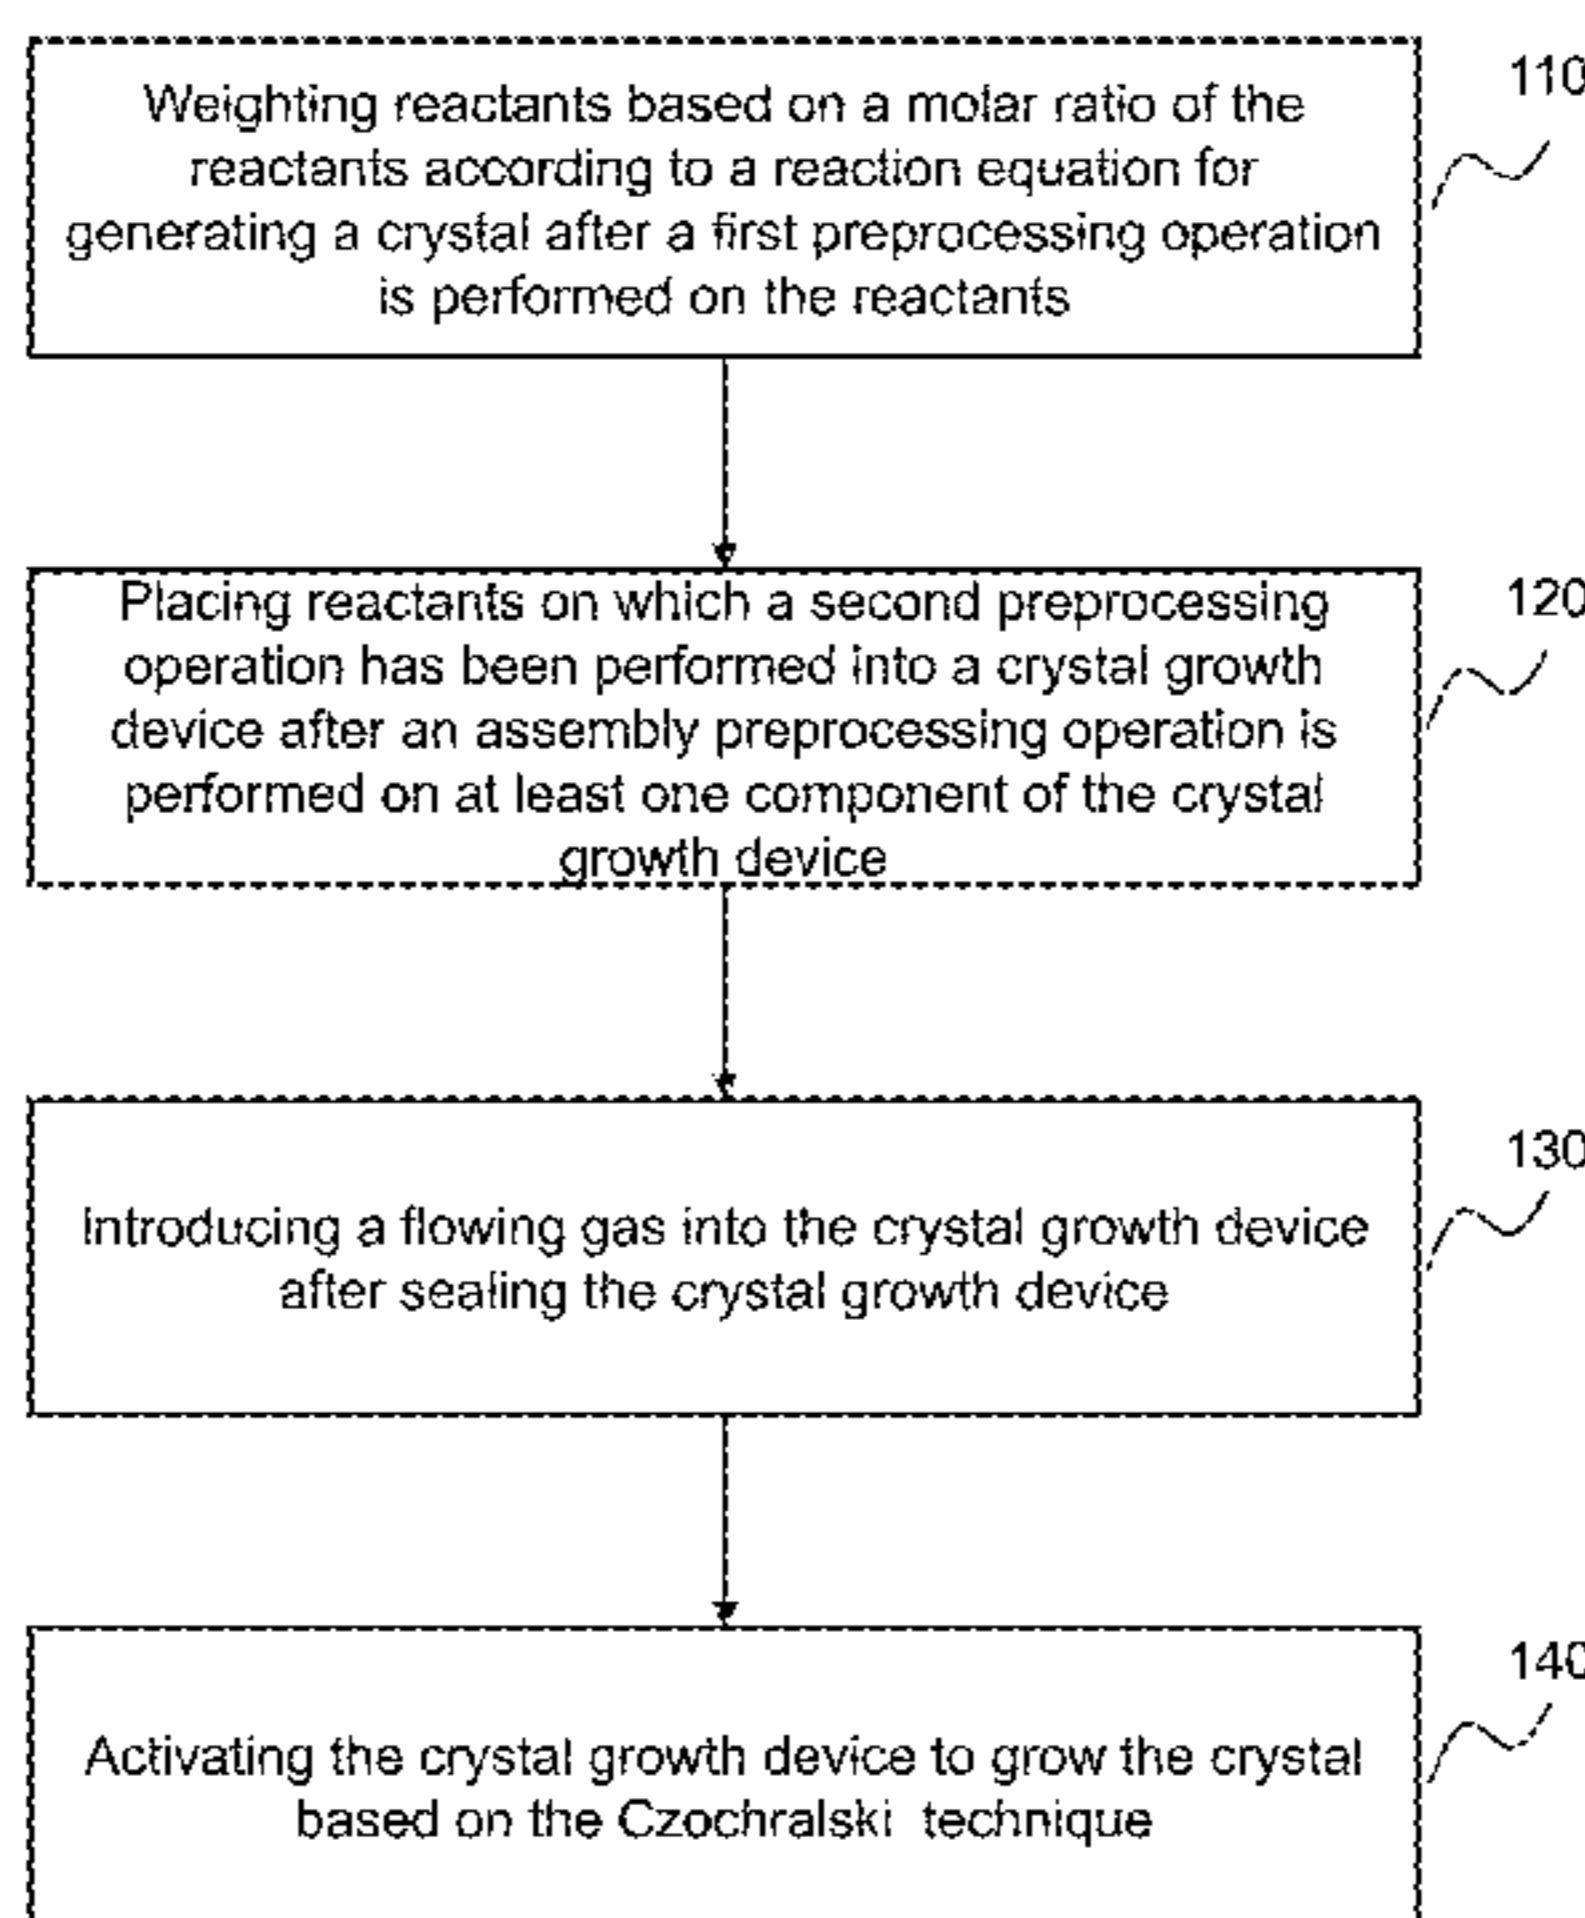 Weighting reactants based on a molar ratio of the
reactants according to a reaction equation for
generating a crystal after a first preprocessing operation
is performed on the reactants
110
Placing reactants on which a second preprocessing
operation has been performed into a crystal growth
device after an assembly preprocessing operation is
performed on at least one component of the crystal
growth device
120
Introducing a flowing gas into the crystal growth device
after sealing the crystal growth device
130
Activating the crystal growth device to grow the crystal
based on the Czochralski technique
140